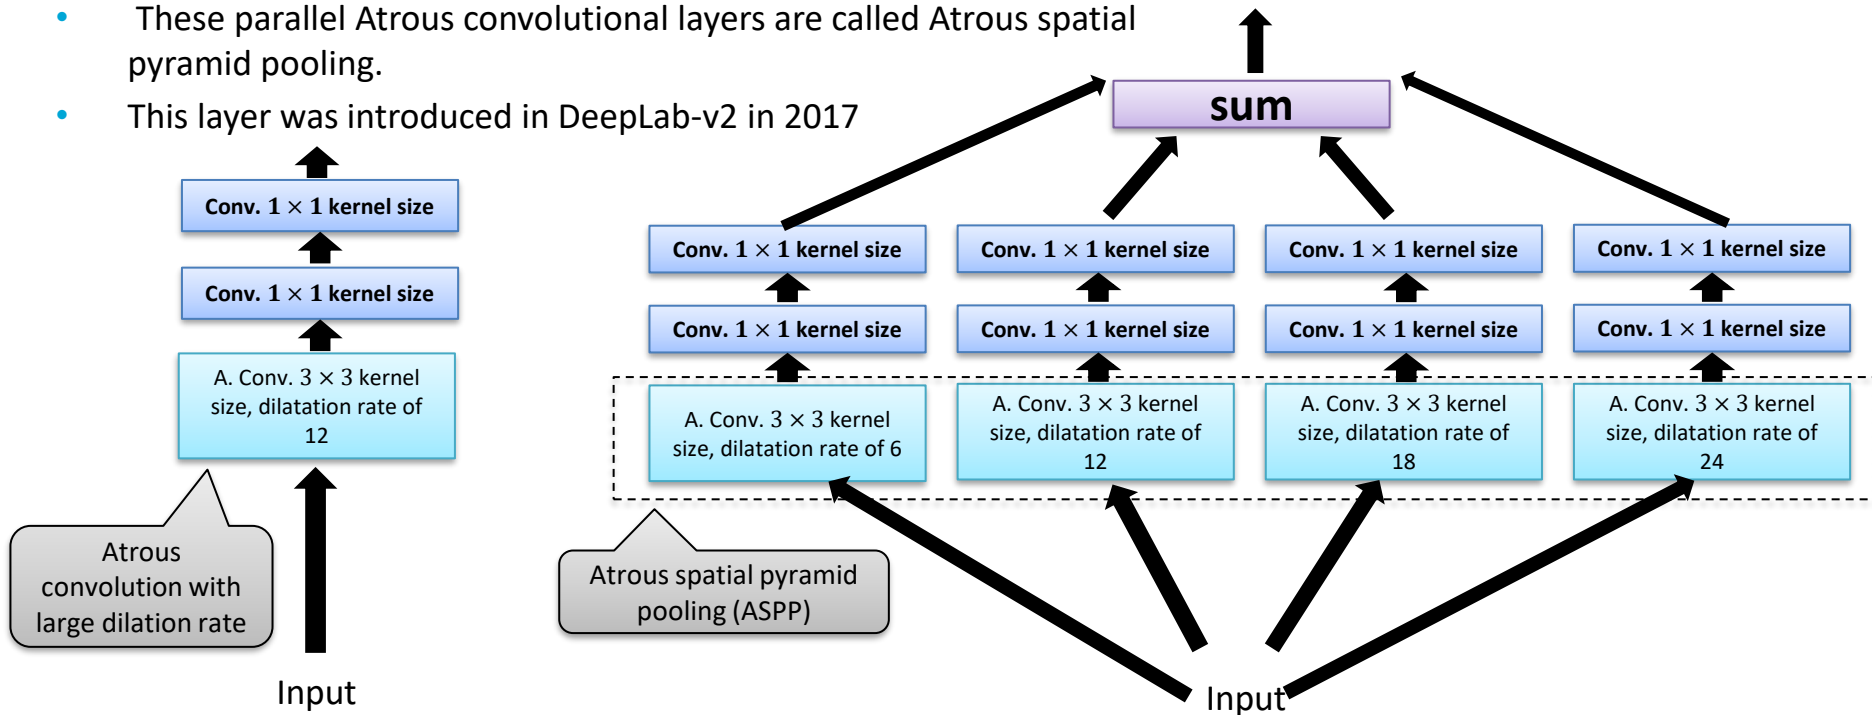 • These parallel Atrous convolutional layers are called Atrous spatial
pyramid pooling.
• This layer was introduced in DeepLab-v2 in 2017
Conv. 1 × 1 kernel size
Conv. 1 × 1 kernel size
A. Conv. 3 × 3 kernel
size, dilatation rate of
12
Atrous
convolution with
large dilation rate
Input
sum
Conv. 1 × 1 kernel size
Conv. 1 × 1 kernel size
Conv. 1 × 1 kernel size
Conv. 1 × 1 kernel size
Conv. 1 × 1 kernel size
Conv. 1 × 1 kernel size
Conv. 1 × 1 kernel size
Conv. 1 × 1 kernel size
A. Conv. 3 × 3 kernel
size, dilatation rate of 6
A. Conv. 3 × 3 kernel
size, dilatation rate of
12
A. Conv. 3 × 3 kernel
size, dilatation rate of
18
A. Conv. 3 × 3 kernel
size, dilatation rate of
24
Atrous spatial pyramid
pooling (ASPP)
Input